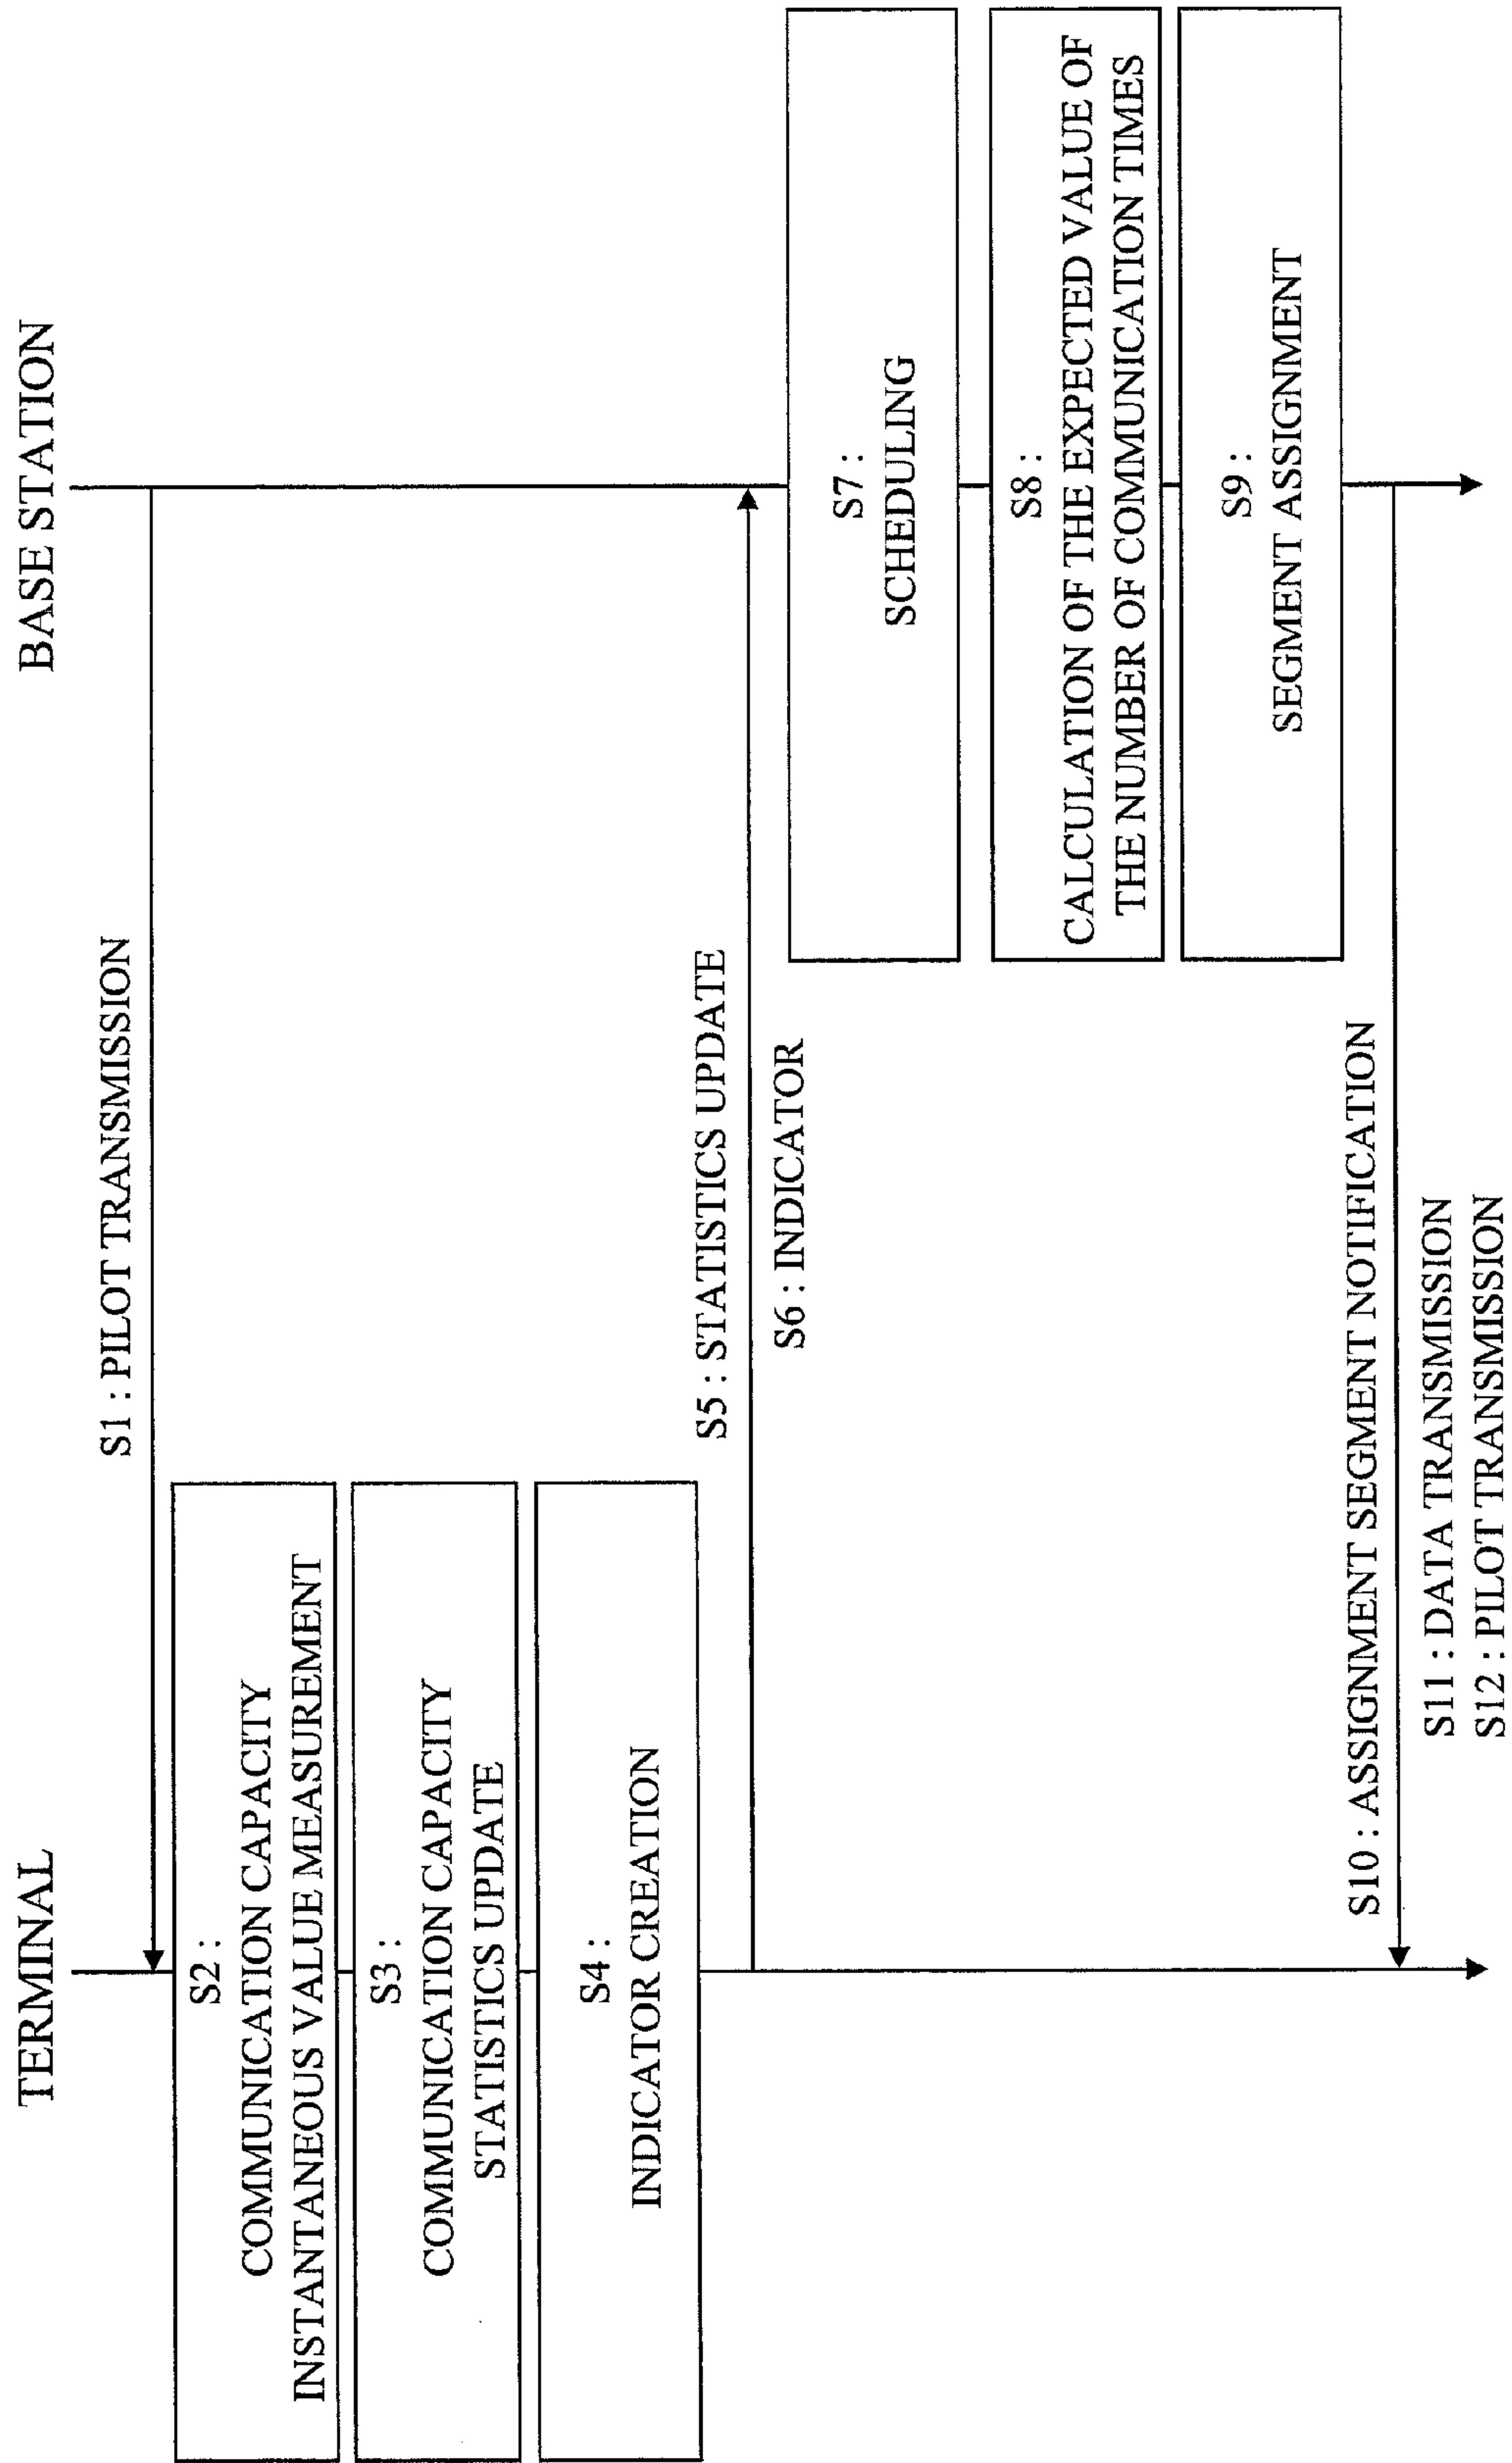 TERMINAL
BASE STATION
S1 : PILOT TRANSMISSION
S2 :
COMMUNICATION CAPACITY
INSTANTANEOUS VALUE MEASUREMENT
S3 :
COMMUNICATION CAPACITY
STATISTICS UPDATE
S4 :
INDICATOR CREATION
S5 : STATISTICS UPDATE
S6 : INDICATOR
S7 :
SCHEDULING
S8 :
CALCULATION OF THE EXPECTED VALUE OF
THE NUMBER OF COMMUNICATION TIMES
S9 :
SEGMENT ASSIGNMENT
S10 : ASSIGNMENT SEGMENT NOTIFICATION
S11 : DATA TRANSMISSION
S12 : PILOT TRANSMISSION